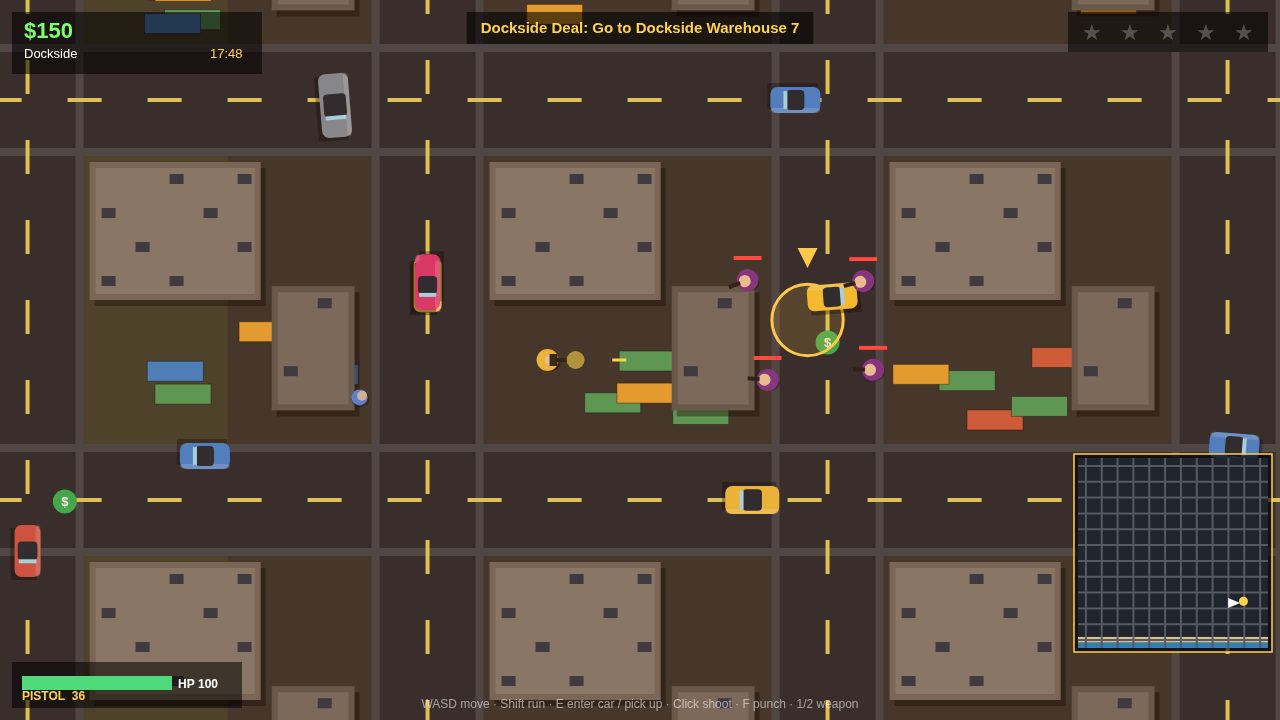 $150
Dockside 17:48
Dockside Deal: Go to Dockside Warehouse 7
★ ★ ★ ★ ★
$
$
HP 100
PISTOL 36
WASD move · Shift run · E enter car / pick up · Click shoot · F punch · 1/2 weapon